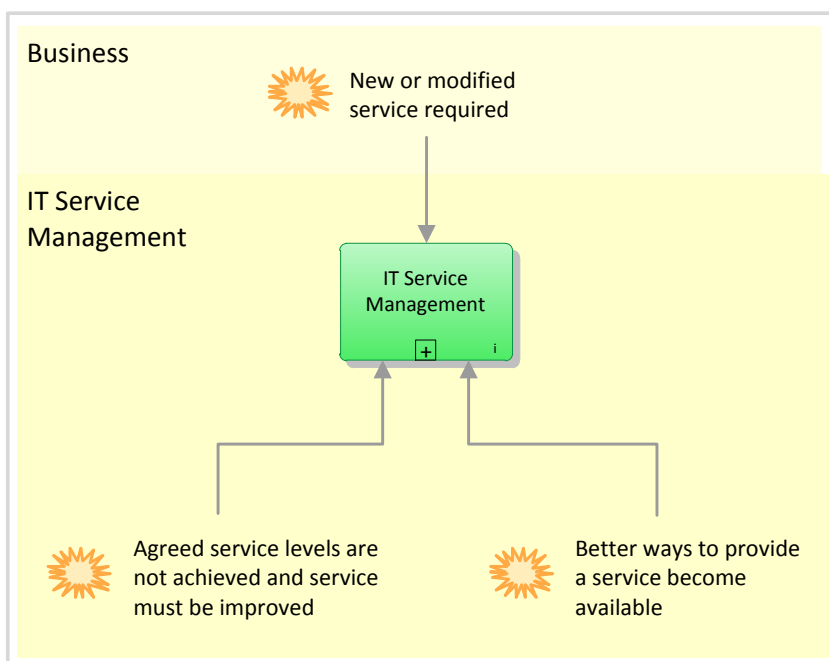 Business
New or modified
service required
IT Service
Management
IT Service
Management
+
i
Agreed service levels are
not achieved and service
must be improved
Better ways to provide
a service become
available